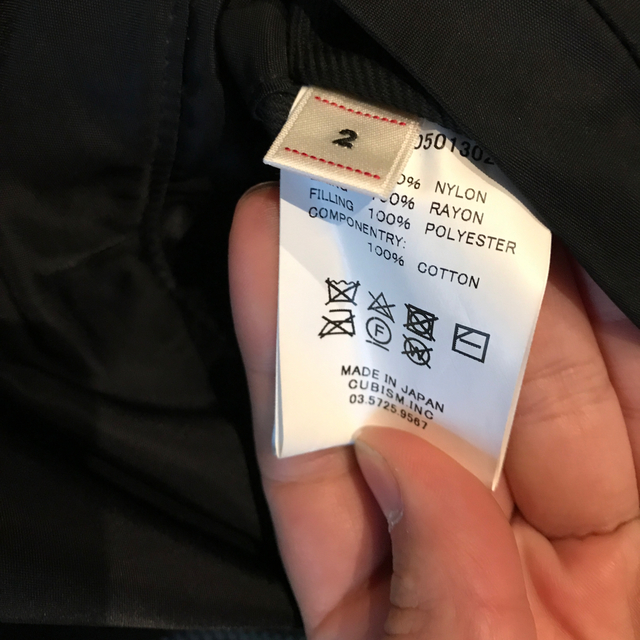 2
0501302
0% NYLON
100% RAYON
FILLING 100% POLYESTER
COMPONENTRY:
100% COTTON
MADE IN JAPAN
CUBISM.INC
03.5725.9567